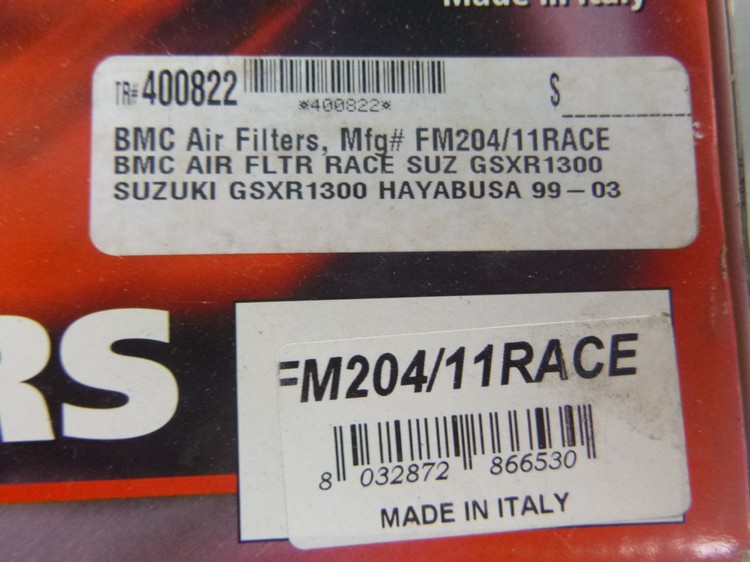 Made in Italy
TR# 400822
*400822*
$
BMC Air Filters, Mfg# FM204/11RACE
BMC AIR FLTR RACE SUZ GSXR1300
SUZUKI GSXR1300 HAYABUSA 99-03
RS
FM204/11RACE
8 032872 866530
MADE IN ITALY